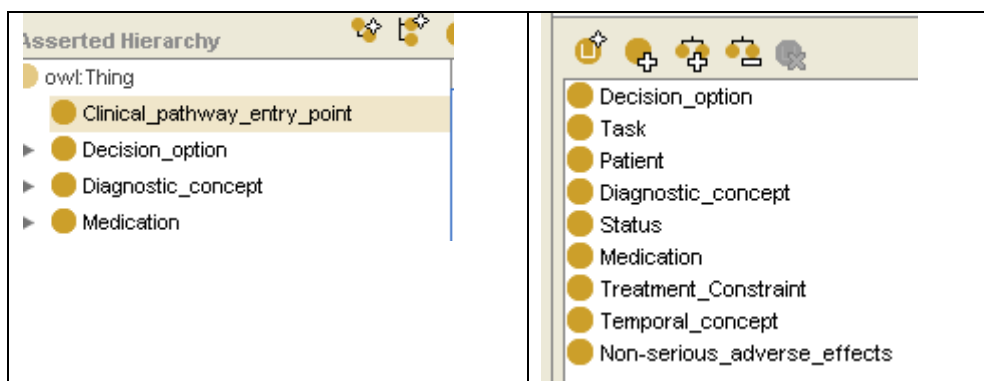 Asserted Hierarchy
owl:Thing
Clinical_pathway_entry_point
Decision_option
Diagnostic_concept
Medication
Decision_option
Task
Patient
Diagnostic_concept
Status
Medication
Treatment_Constraint
Temporal_concept
Non-serious_adverse_effects